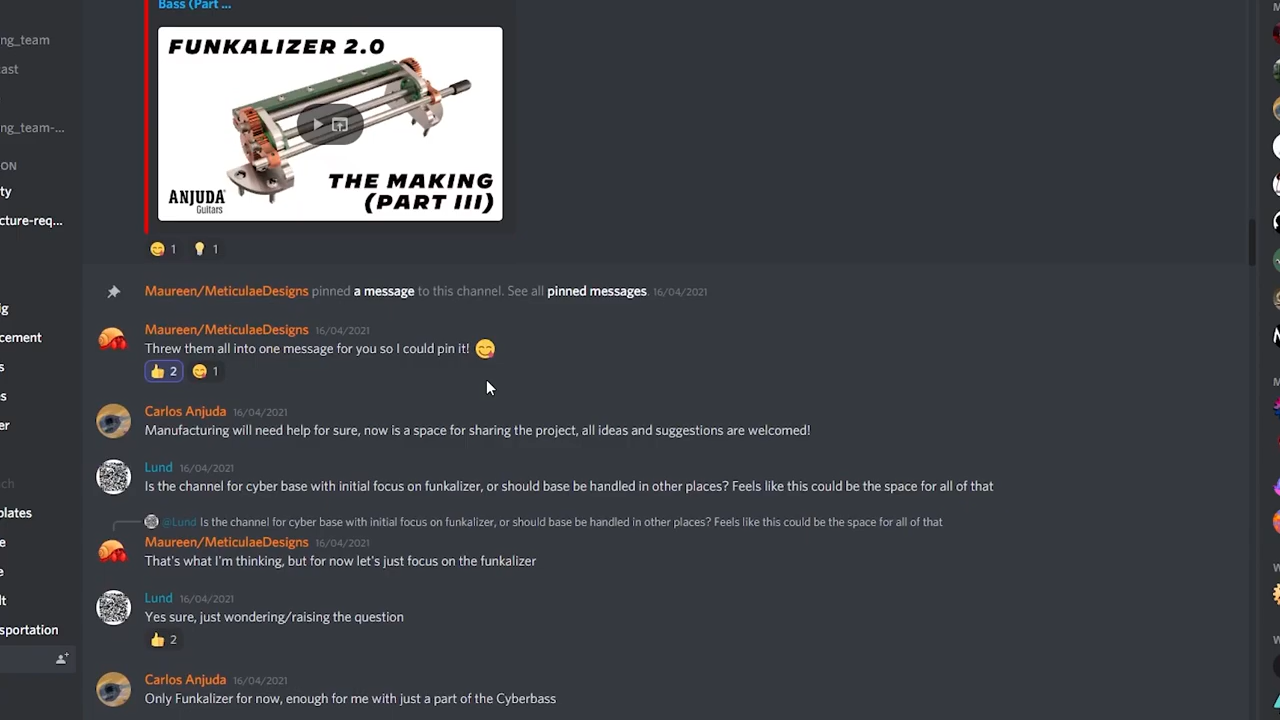 Bass (Part ...
FUNKALIZER 2.0
THE MAKING
(PART III)
ANJUDA
Guitars
1 1
Maureen/MeticulaeDesigns pinned a message to this channel. See all pinned messages. 16/04/2021
Maureen/MeticulaeDesigns 16/04/2021
Threw them all into one message for you so I could pin it!
2 1
Carlos Anjuda 16/04/2021
Manufacturing will need help for sure, now is a space for sharing the project, all ideas and suggestions are welcomed!
Lund 16/04/2021
Is the channel for cyber base with initial focus on funkalizer, or should base be handled in other places? Feels like this could be the space for all of that
@Lund Is the channel for cyber base with initial focus on funkalizer, or should base be handled in other places? Feels like this could be the space for all of that
Maureen/MeticulaeDesigns 16/04/2021
That's what I'm thinking, but for now let's just focus on the funkalizer
Lund 16/04/2021
Yes sure, just wondering/raising the question
2
Carlos Anjuda 16/04/2021
Only Funkalizer for now, enough for me with just a part of the Cyberbass
ng_team
ast
ng_team-...
ON
ty
cture-req...
g
cement
s
s
er
ch
plates
e
e
lt
sportation